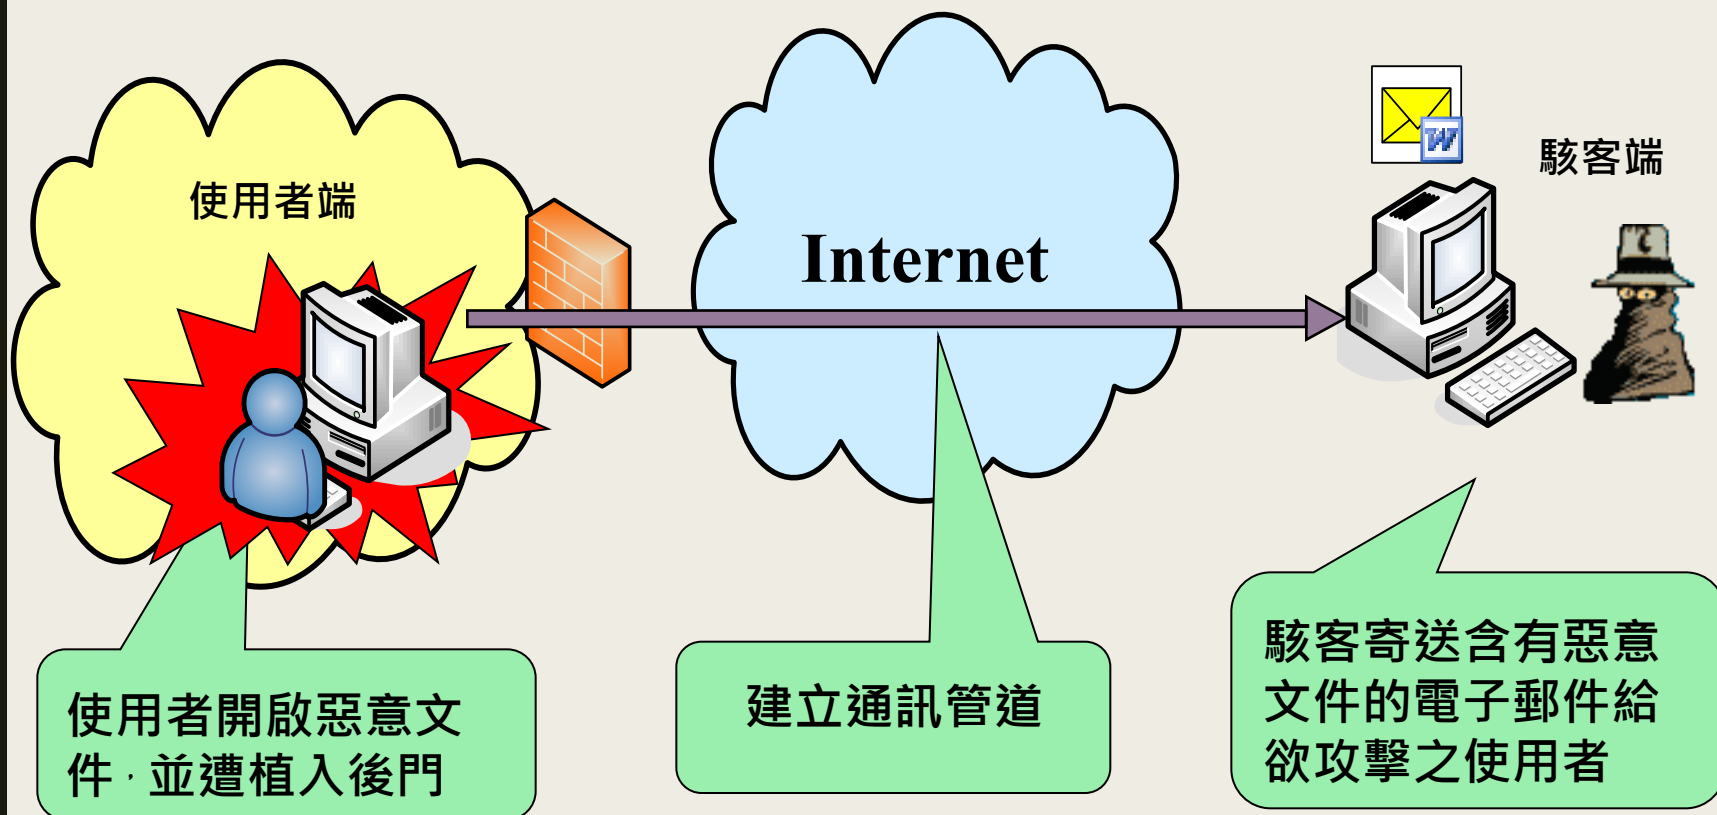 使用者端
Internet
駭客端
W
使用者開啟惡意文
件，並遭植入後門
建立通訊管道
駭客寄送含有惡意
文件的電子郵件給
欲攻擊之使用者